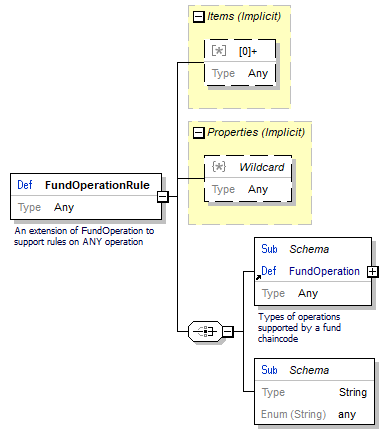 Items (Implicit)
[*] [0]+
Type Any
Properties (Implicit)
{*} Wildcard
Type Any
Def FundOperationRule
Type Any
An extension of FundOperation to
support rules on ANY operation
Sub Schema
Def FundOperation
Type Any
Types of operations
supported by a fund
chaincode
Sub Schema
Type String
Enum (String) any